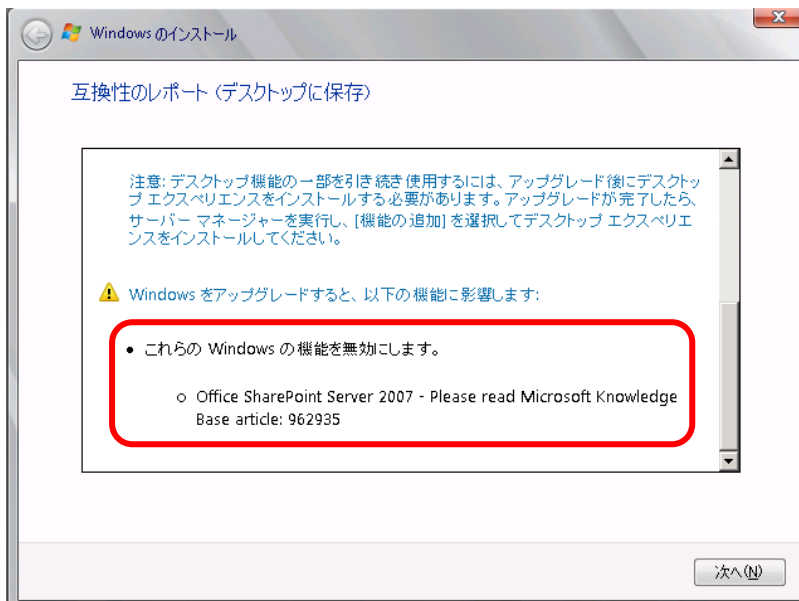 Windows のインストール
互換性のレポート (デスクトップに保存)
注意: デスクトップ機能の一部を引き続き使用するには、アップグレード後にデスクトッ
プ エクスペリエンスをインストールする必要があります。アップグレードが完了したら、
サーバー マネージャーを実行し、[機能の追加] を選択してデスクトップ エクスペリエ
ンスをインストールしてください。
Windows をアップグレードすると、以下の機能に影響します:
• これらの Windows の機能を無効にします。
o Office SharePoint Server 2007 - Please read Microsoft Knowledge
Base article: 962935
次へ(N)